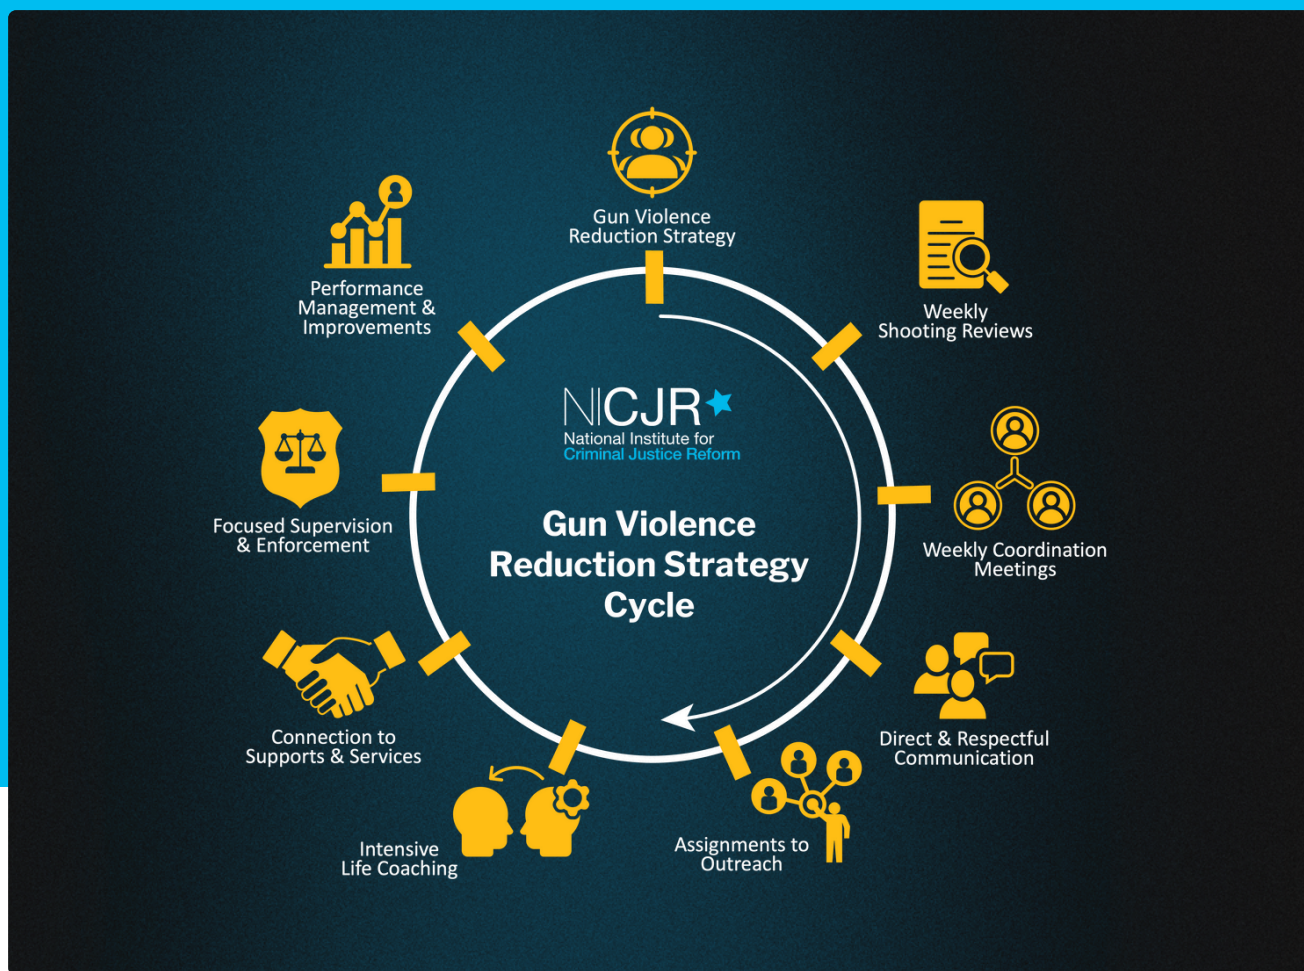 Gun Violence
Reduction Strategy
Weekly
Shooting Reviews
Weekly Coordination
Meetings
Direct & Respectful
Communication
Assignments to
Outreach
Intensive
Life Coaching
Connection to
Supports & Services
Focused Supervision
& Enforcement
Performance
Management &
Improvements
NICJR
National Institute for
Criminal Justice Reform
Gun Violence
Reduction Strategy
Cycle